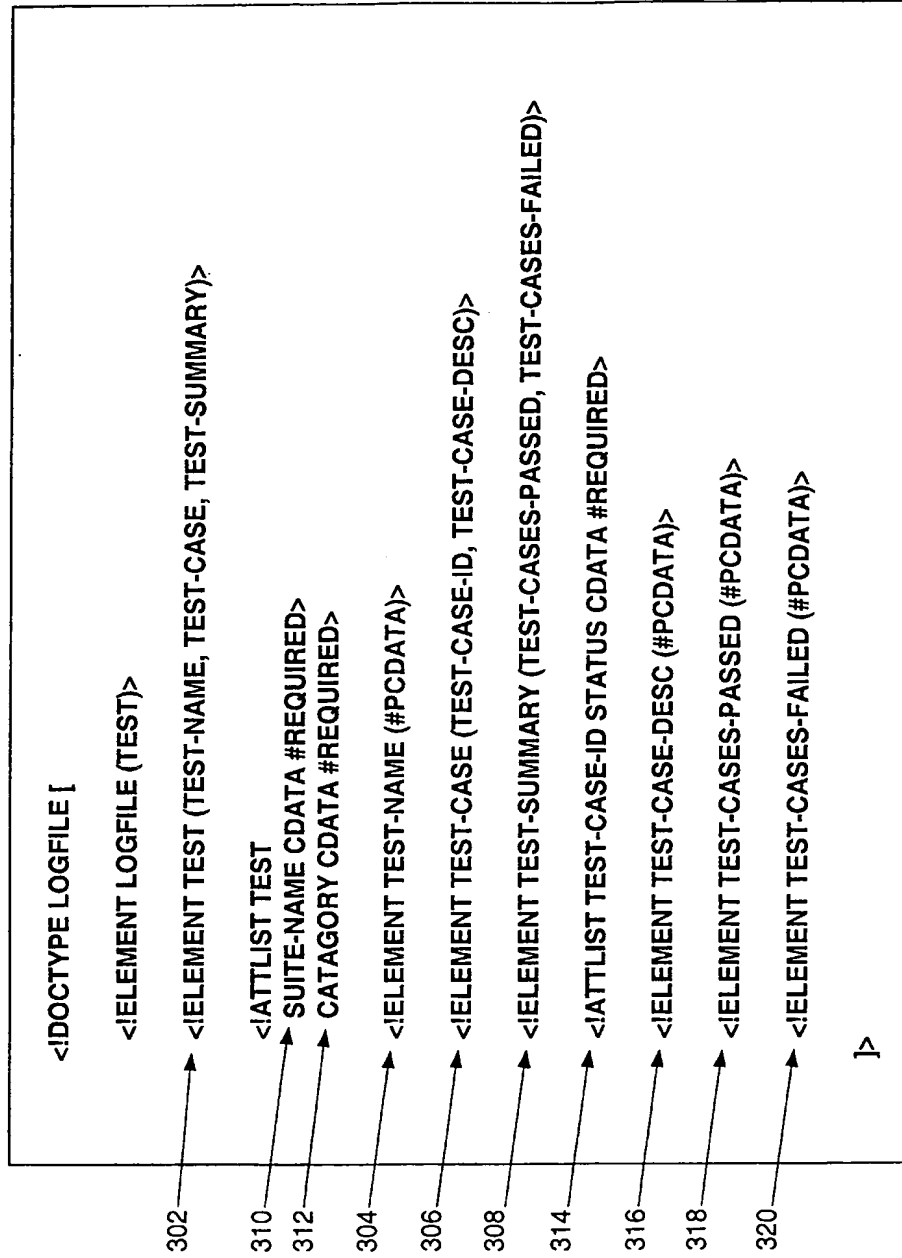 <!DOCTYPE LOGFILE [
<!ELEMENT LOGFILE (TEST)>
302 <!ELEMENT TEST (TEST-NAME, TEST-CASE, TEST-SUMMARY)>
<!ATTLIST TEST
310 SUITE-NAME CDATA #REQUIRED>
312 CATAGORY CDATA #REQUIRED>
304 <!ELEMENT TEST-NAME (#PCDATA)>
306 <!ELEMENT TEST-CASE (TEST-CASE-ID, TEST-CASE-DESC)>
308 <!ELEMENT TEST-SUMMARY (TEST-CASES-PASSED, TEST-CASES-FAILED)>
314 <!ATTLIST TEST-CASE-ID STATUS CDATA #REQUIRED>
316 <!ELEMENT TEST-CASE-DESC (#PCDATA)>
318 <!ELEMENT TEST-CASES-PASSED (#PCDATA)>
320 <!ELEMENT TEST-CASES-FAILED (#PCDATA)>
]>